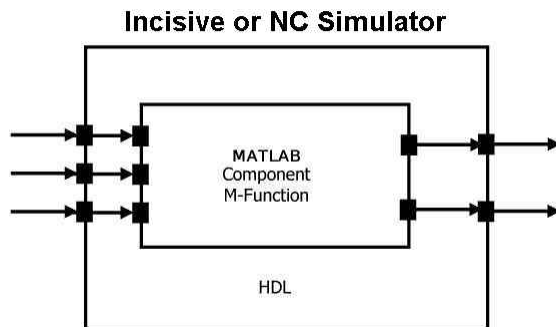 Incisive or NC Simulator
MATLAB
Component
M-Function
HDL